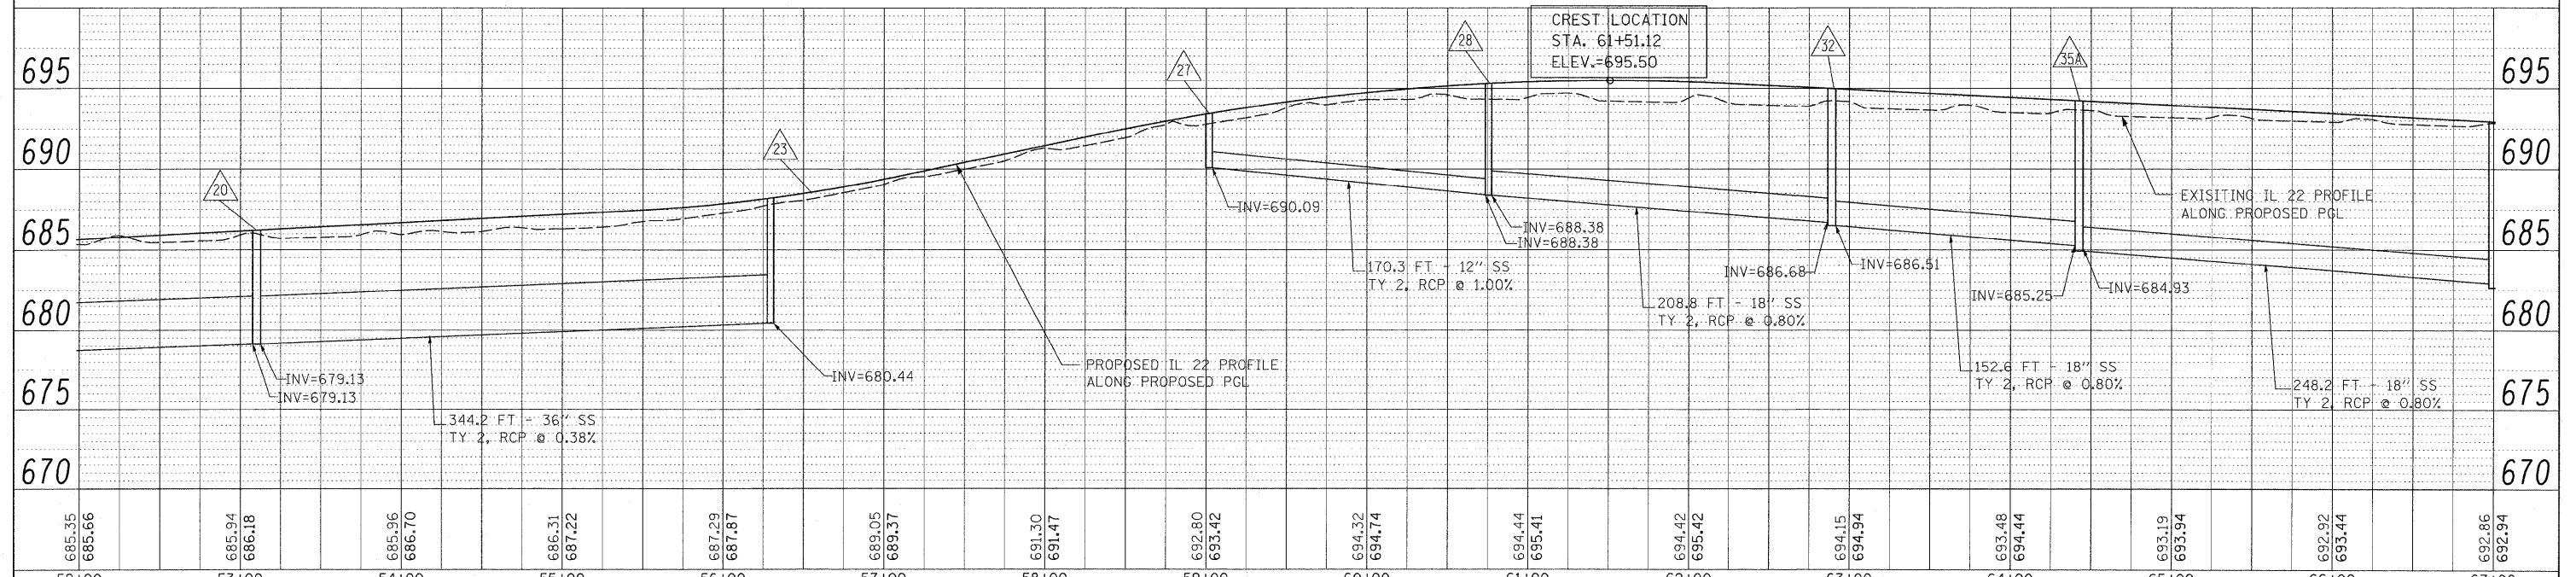 CREST LOCATION
STA. 61+51.12
ELEV.=695.50
20
23
27
28
32
35A
695
690
685
680
675
670
695
690
685
680
675
670
INV=679.13
INV=679.13
344.2 FT - 36" SS
TY 2, RCP @ 0.38%
INV=680.44
PROPOSED IL 22 PROFILE
ALONG PROPOSED PGL
INV=690.09
170.3 FT - 12" SS
TY 2, RCP @ 1.00%
INV=688.38
INV=688.38
208.8 FT - 18" SS
TY 2, RCP @ 0.80%
INV=686.68
INV=686.51
152.6 FT - 18" SS
TY 2, RCP @ 0.80%
INV=685.25
INV=684.93
EXISITING IL 22 PROFILE
ALONG PROPOSED PGL
248.2 FT - 18" SS
TY 2, RCP @ 0.80%
685.35
685.66
685.94
686.18
685.96
686.70
686.31
687.22
687.29
687.87
689.05
689.37
691.30
691.47
692.80
693.42
694.32
694.74
694.44
695.41
694.42
695.42
694.15
694.94
693.48
694.44
693.19
693.94
692.92
693.44
692.86
692.94